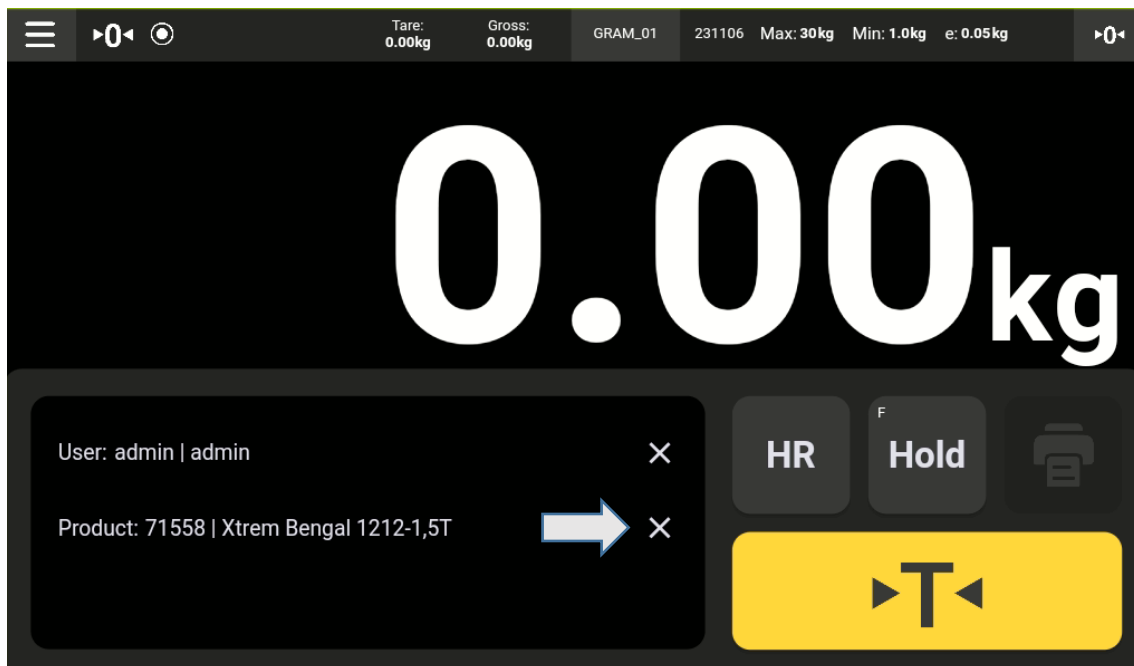 ▸0◂
Tare:
0.00kg
Gross:
0.00kg
GRAM_01
231106 Max: 30kg Min: 1.0kg e: 0.05kg
▸0◂
0.00kg
User: admin | admin
Product: 71558 | Xtrem Bengal 1212-1,5T
HR
F
Hold
▸T◂